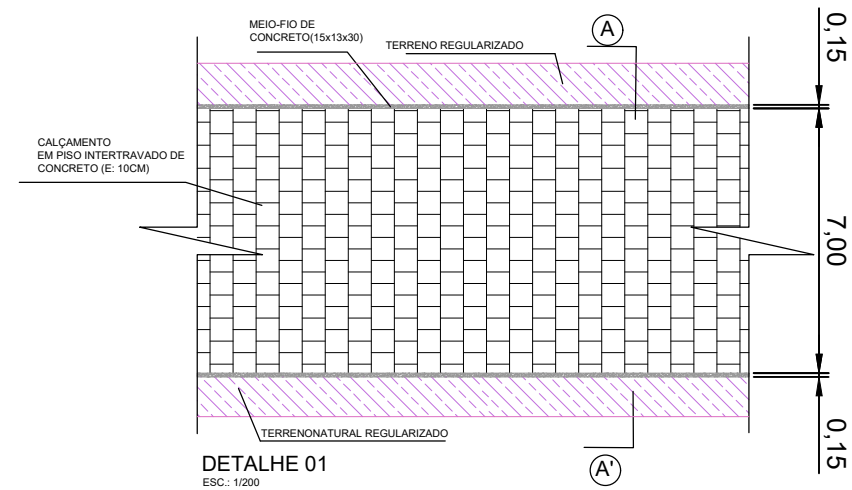 MEIO-FIO DE
CONCRETO(15x13x30)
TERRENO REGULARIZADO
A
0,15
CALÇAMENTO
EM PISO INTERTRAVADO DE
CONCRETO (E: 10CM)
7,00
TERRENONATURAL REGULARIZADO
A'
0,15
DETALHE 01
ESC.: 1/200